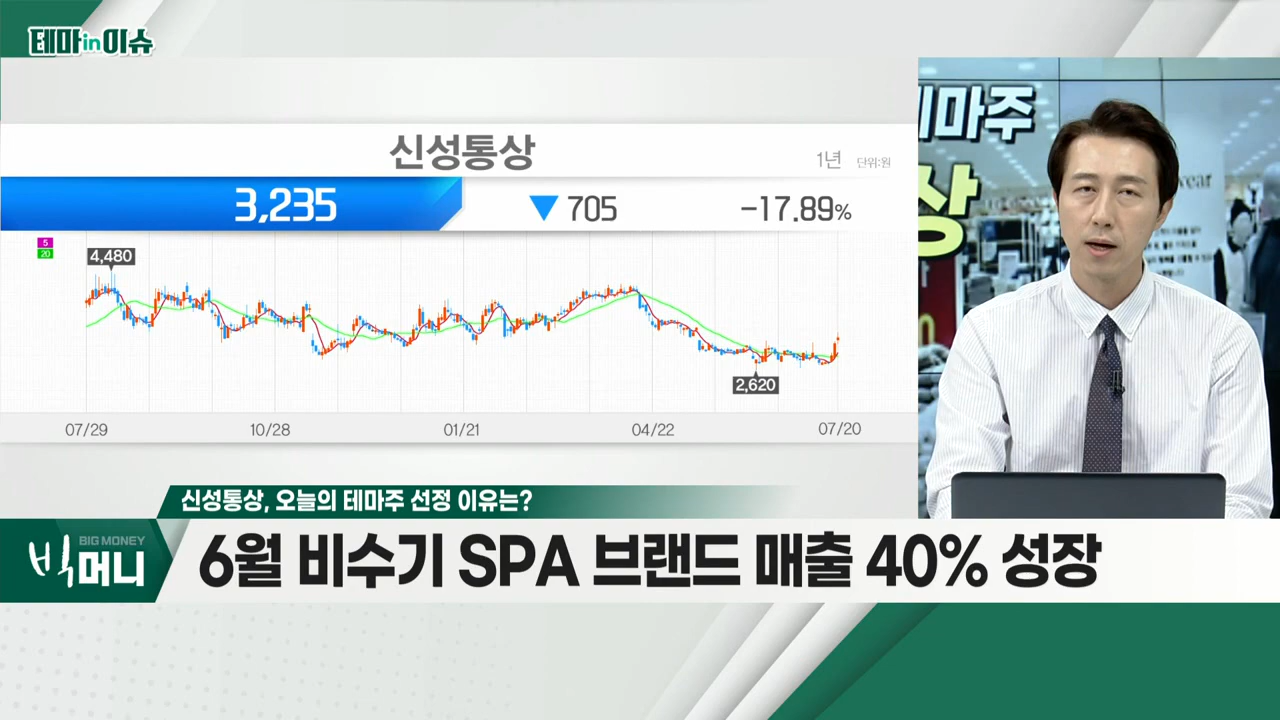 테마in이슈
신성통상
1년 단위:원
3,235 ▼705 -17.89%
5
20
4,480
2,620
07/29 10/28 01/21 04/22 07/20
테마주
상
wear
신성통상, 오늘의 테마주 선정 이유는?
BIG MONEY
빅머니
6월 비수기 SPA 브랜드 매출 40% 성장